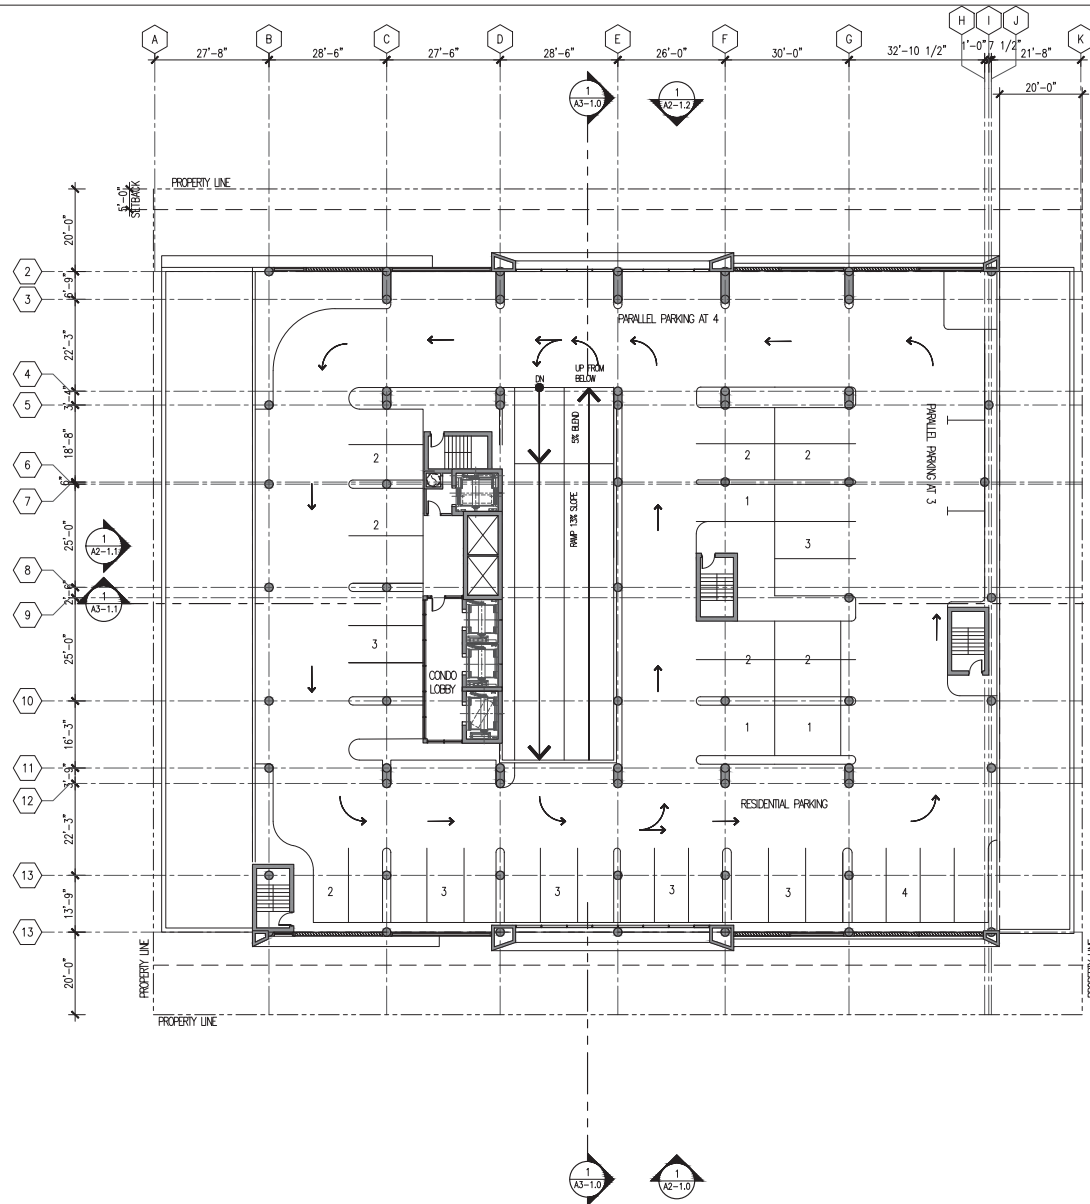 A
B
C
D
E
F
G
H
I
J
K
27'-8"
28'-6"
27'-6"
28'-6"
26'-0"
30'-0"
32'-10 1/2"
1'-0"
7 1/2"
21'-8"
20'-0"
1
A3-1.0
1
A2-1.2
PROPERTY LINE
SETBACK
20'-0"
2
6'-9"
3
PARALLEL PARKING AT 4
22'-3"
4
UP FROM
BELOW
DN
3'-4"
5
5% BLEND
PARALLEL PARKING AT 3
18'-8"
2
2
2
6
6"
7
1
RAMP 13% SLOPE
2
25'-0"
3
1
A2-1.1
8
2'-6"
1
A3-1.1
9
25'-0"
3
2
2
CONDO
LOBBY
10
1
1
16'-3"
11
3'-9"
12
RESIDENTIAL PARKING
22'-3"
13
2
3
3
3
3
4
13'-9"
13
20'-0"
PROPERTY LINE
PROPERTY LINE
1
A3-1.0
1
A2-1.0